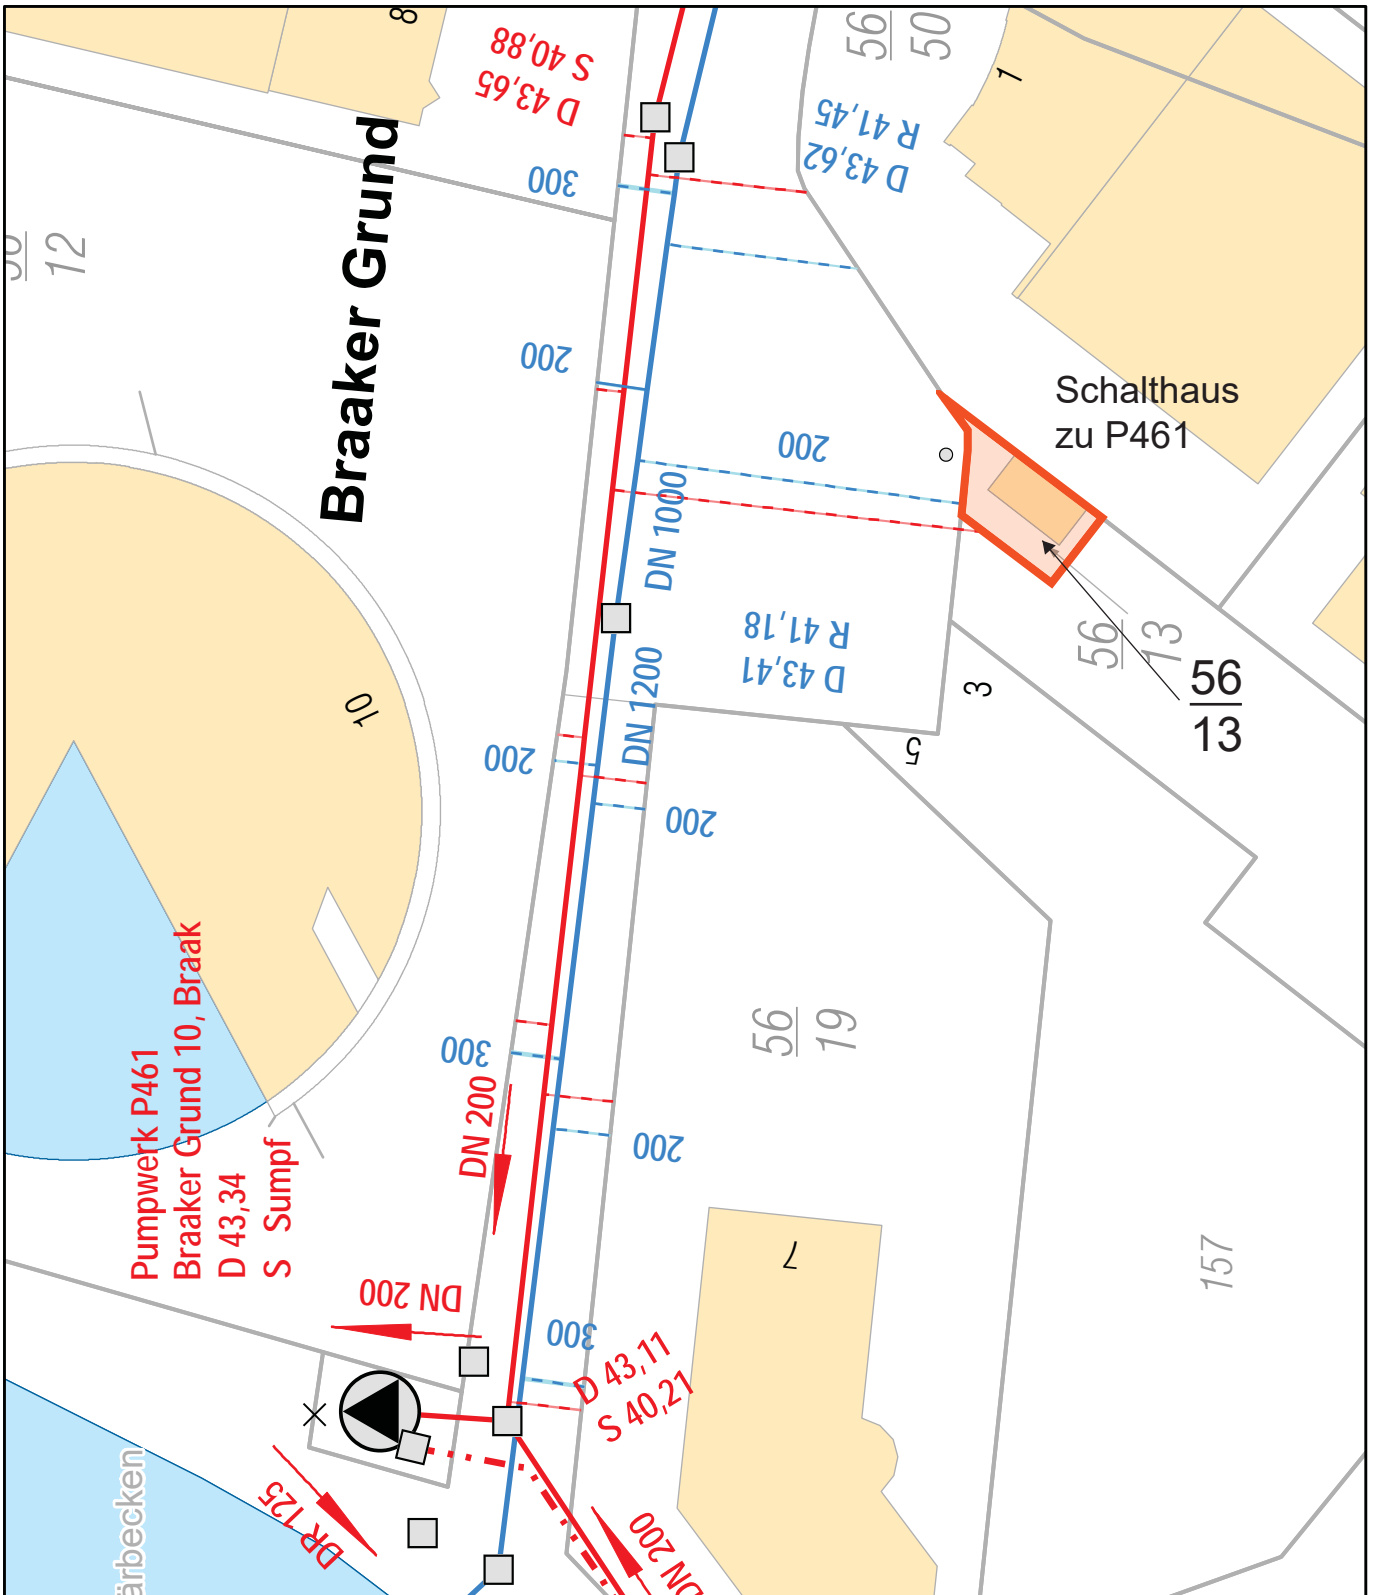 8
S 40,88
D 43,65
56
50
1
R 41,45
D 43,62
300
12
Braaker Grund
200
Schalthaus
zu P461
200
DN 1000
R 41,18
D 43,41
56
13
56
13
DN 1200
3
5
10
200
200
Pumpwerk P461
Braaker Grund 10, Braak
D 43,34
S Sumpf
56
19
300
DN 200
200
7
157
DN 200
300
D 43,11
S 40,21
DR 125
DN 200
ärbecken